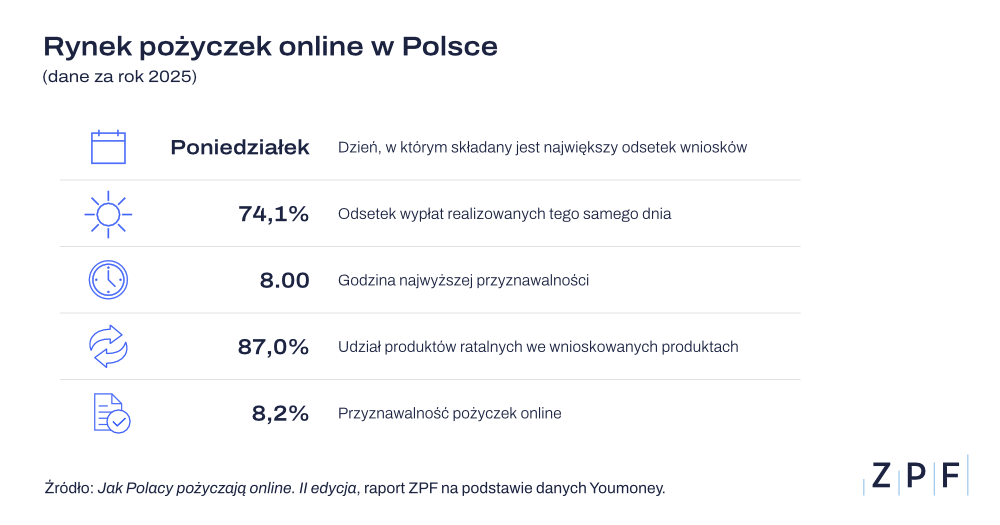 Rynek pożyczek online w Polsce
(dane za rok 2025)
Poniedziałek Dzień, w którym składany jest największy odsetek wniosków
74,1% Odsetek wypłat realizowanych tego samego dnia
8.00 Godzina najwyższej przyznawalności
87,0% Udział produktów ratalnych we wnioskowanych produktach
8,2% Przyznawalność pożyczek online
Źródło: Jak Polacy pożyczają online. II edycja, raport ZPF na podstawie danych Youmoney.
ZPF